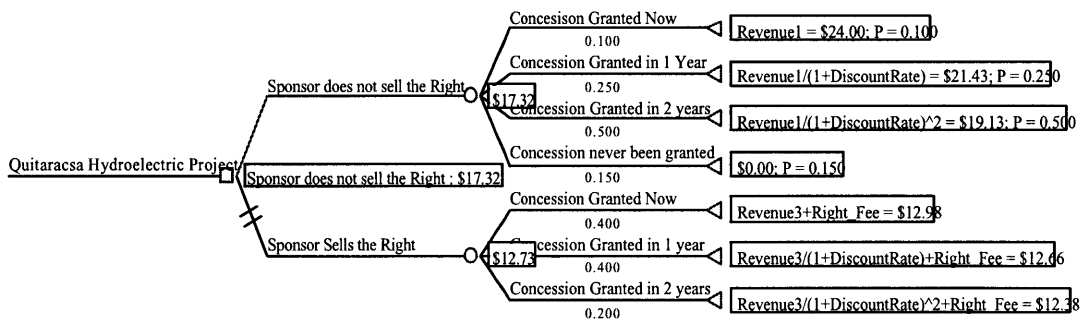 Concesison Granted Now
0.100
Revenue1 = $24.00; P = 0.100
Concession Granted in 1 Year
0.250
Revenue1/(1+DiscountRate) = $21.43; P = 0.250
Sponsor does not sell the Right
$17.32
Concession Granted in 2 years
0.500
Revenue1/(1+DiscountRate)^2 = $19.13; P = 0.500
Concession never been granted
0.150
$0.00; P = 0.150
Quitaracsa Hydroelectric Project
Sponsor does not sell the Right : $17.32
Concession Granted Now
0.400
Revenue3+Right_Fee = $12.98
Sponsor Sells the Right
$12.73
Concession Granted in 1 year
0.400
Revenue3/(1+DiscountRate)+Right_Fee = $12.66
Concession Granted in 2 years
0.200
Revenue3/(1+DiscountRate)^2+Right_Fee = $12.38